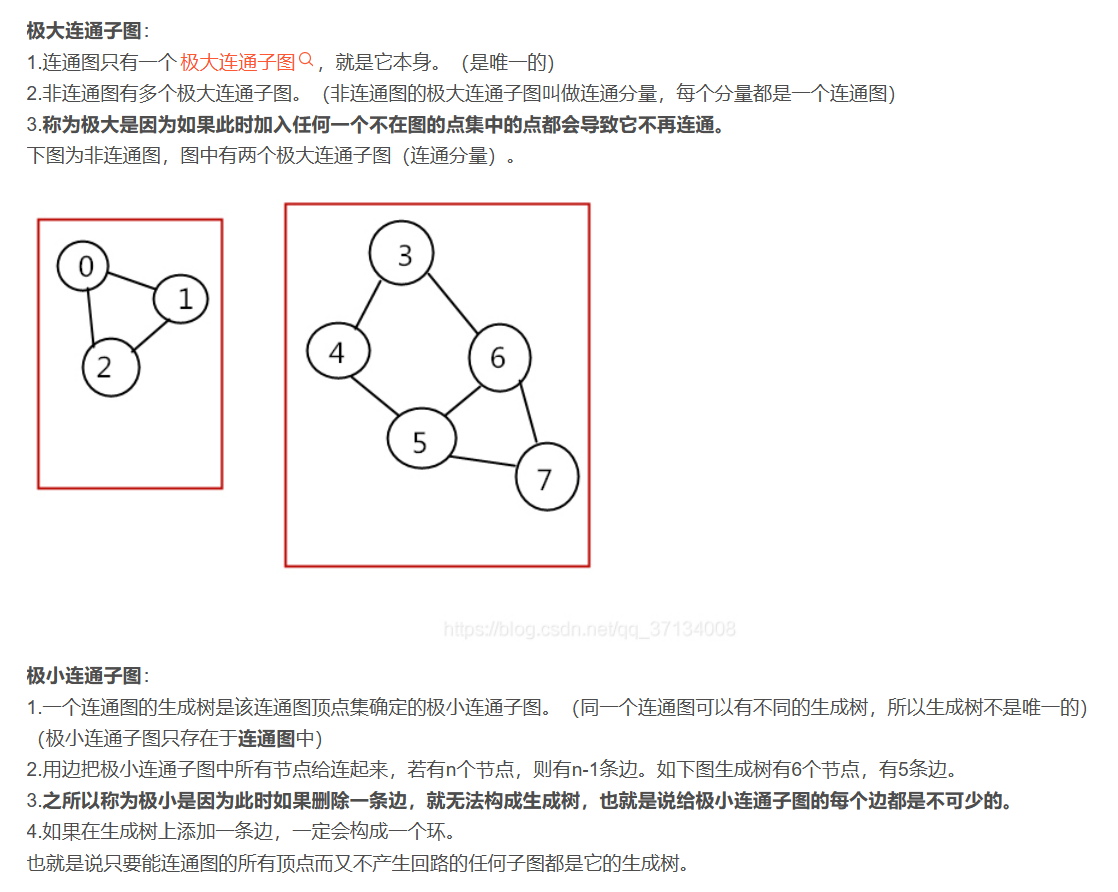 极大连通子图：
1.连通图只有一个极大连通子图，就是它本身。（是唯一的）
2.非连通图有多个极大连通子图。（非连通图的极大连通子图叫做连通分量，每个分量都是一个连通图）
3.称为极大是因为如果此时加入任何一个不在图的点集中的点都会导致它不再连通。
下图为非连通图，图中有两个极大连通子图（连通分量）。
3
0
1
4
6
2
5
7
https://blog.csdn.net/qq_37134008
极小连通子图：
1.一个连通图的生成树是该连通图顶点集确定的极小连通子图。（同一个连通图可以有不同的生成树，所以生成树不是唯一的）
（极小连通子图只存在于连通图中）
2.用边把极小连通子图中所有节点给连起来，若有n个节点，则有n-1条边。如下图生成树有6个节点，有5条边。
3.之所以称为极小是因为此时如果删除一条边，就无法构成生成树，也就是说给极小连通子图的每个边都是不可少的。
4.如果在生成树上添加一条边，一定会构成一个环。
也就是说只要能连通图的所有顶点而又不产生回路的任何子图都是它的生成树。